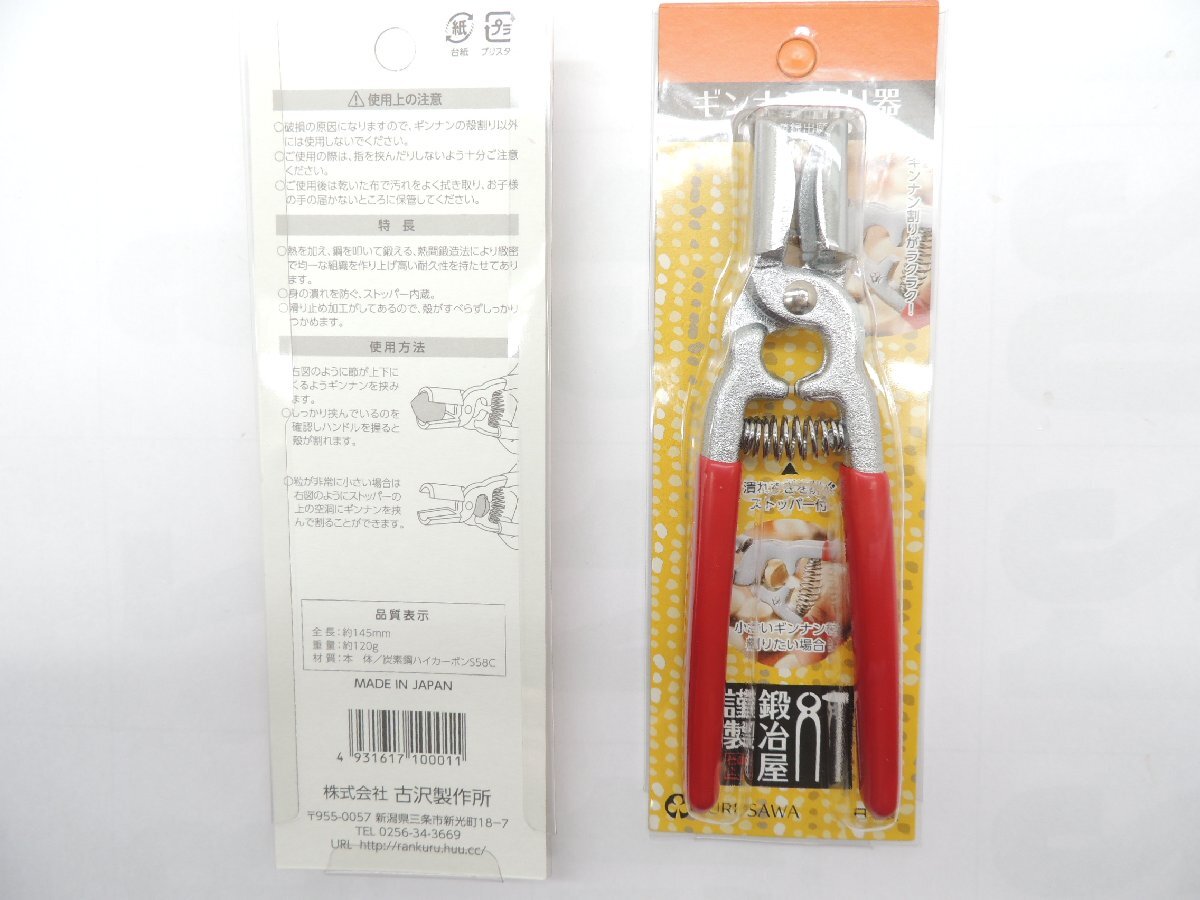 紙
台紙
プラ
ブリスタ
使用上の注意
○破損の原因になりますので、ギンナンの殻割り以外
には使用しないでください。
○ご使用の際は、指を挟んだりしないよう十分ご注意
ください。
○ご使用後は乾いた布で汚れをよく拭き取り、お子様
の手の届かないところに保管してください。
特長
○熱を加え、鋼を叩いて鍛える、熱間鍛造法により緻密
で均一な組織を作り上げ高い耐久性を持たせてあり
ます。
○身の潰れを防ぐ、ストッパー内蔵。
○滑り止め加工がしてあるので、殻がすべらずしっかり
つかめます。
使用方法
右図のように節が上下に
くるようギンナンを挟み
ます。
○しっかり挟んでいるのを
確認しハンドルを握ると
殻が割れます。
○粒が非常に小さい場合は
右図のようにストッパーの
上の空洞にギンナンを挟
んで割ることができます。
品質表示
全長：約145mm
重量：約120g
材質：本 体／炭素鋼ハイカーボンS58C
MADE IN JAPAN
4 931617 100011
株式会社 古沢製作所
〒955-0057 新潟県三条市新光町18-7
TEL 0256-34-3669
URL http://rankuru.huu.cc/
ギンナン 器
ギンナン割りがラクラク!
ストッパー付
小さいギンナンを
割りたい場合
鍛冶屋
謹製
SAWA